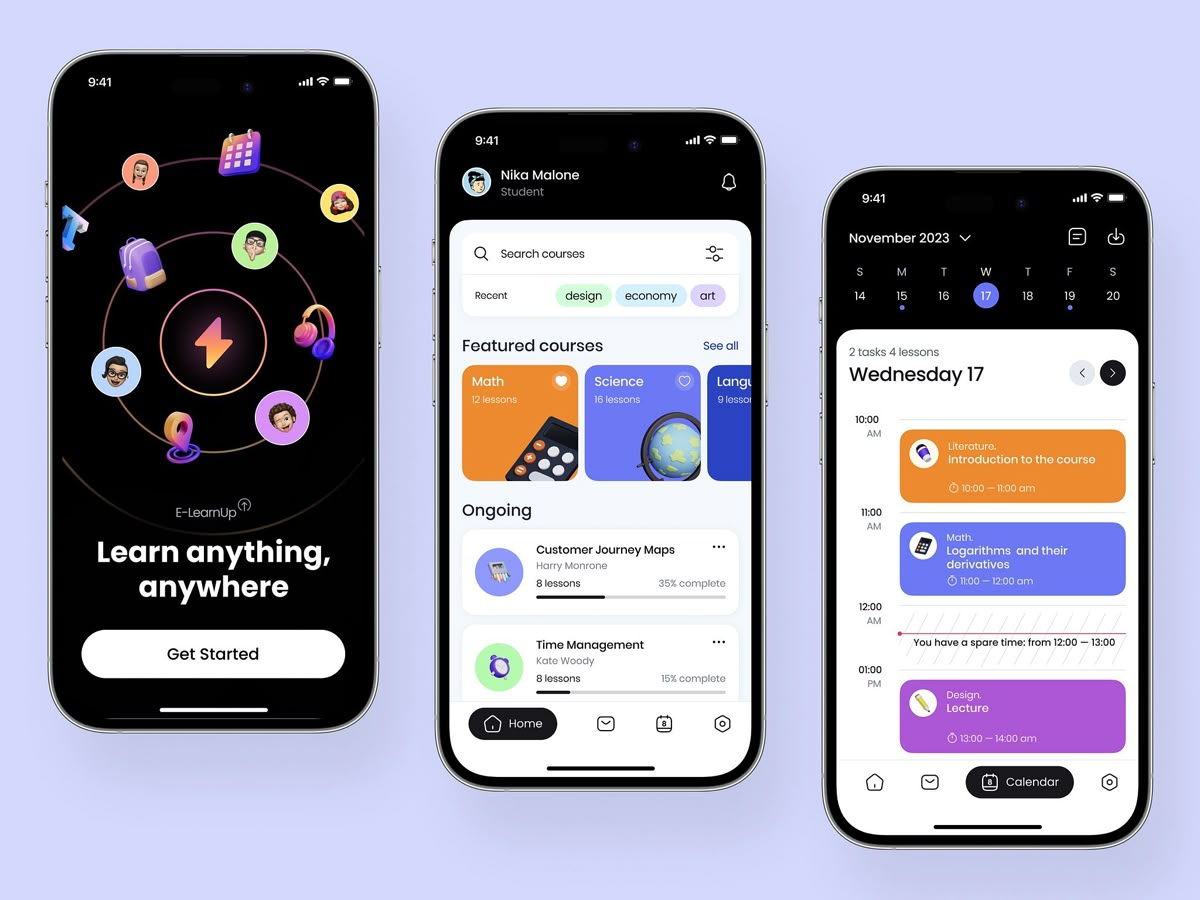 9:41
E-LearnUp
Learn anything,
anywhere
Get Started
9:41
Nika Malone
Student
Search courses
Recent
design
economy
art
Featured courses
See all
Math
12 lessons
Science
16 lessons
Langu
9 lesson
Ongoing
Customer Journey Maps
Harry Monrone
8 lessons
35% complete
Time Management
Kate Woody
8 lessons
15% complete
Home
8
9:41
November 2023
S M T W T F S
14 15 16 17 18 19 20
2 tasks 4 lessons
Wednesday 17
10:00
AM
Literature.
Introduction to the course
10:00 — 11:00 am
11:00
AM
Math.
Logarithms and their
derivatives
11:00 — 12:00 am
12:00
AM
You have a spare time: from 12:00 — 13:00
01:00
PM
Design.
Lecture
13:00 — 14:00 am
8
Calendar